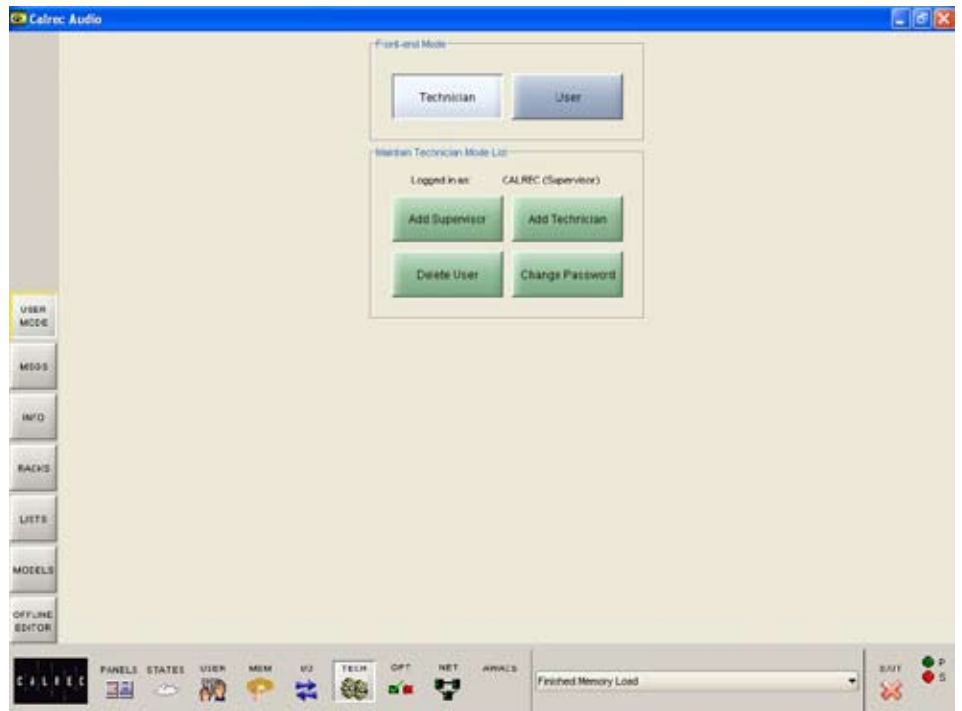 Calrec Audio
Front-end Mode
Technician
User
Maintain Technician Mode List
Logged in as: CALREC (Supervisor)
Add Supervisor
Add Technician
Delete User
Change Password
USER
MODE
MSGS
INFO
RACKS
LISTS
MODELS
OFFLINE
EDITOR
CALREC
PANELS
STATES
USER
MEM
I/O
TECH
OPT
NET
AWACS
Finished Memory Load
EXIT
P
S